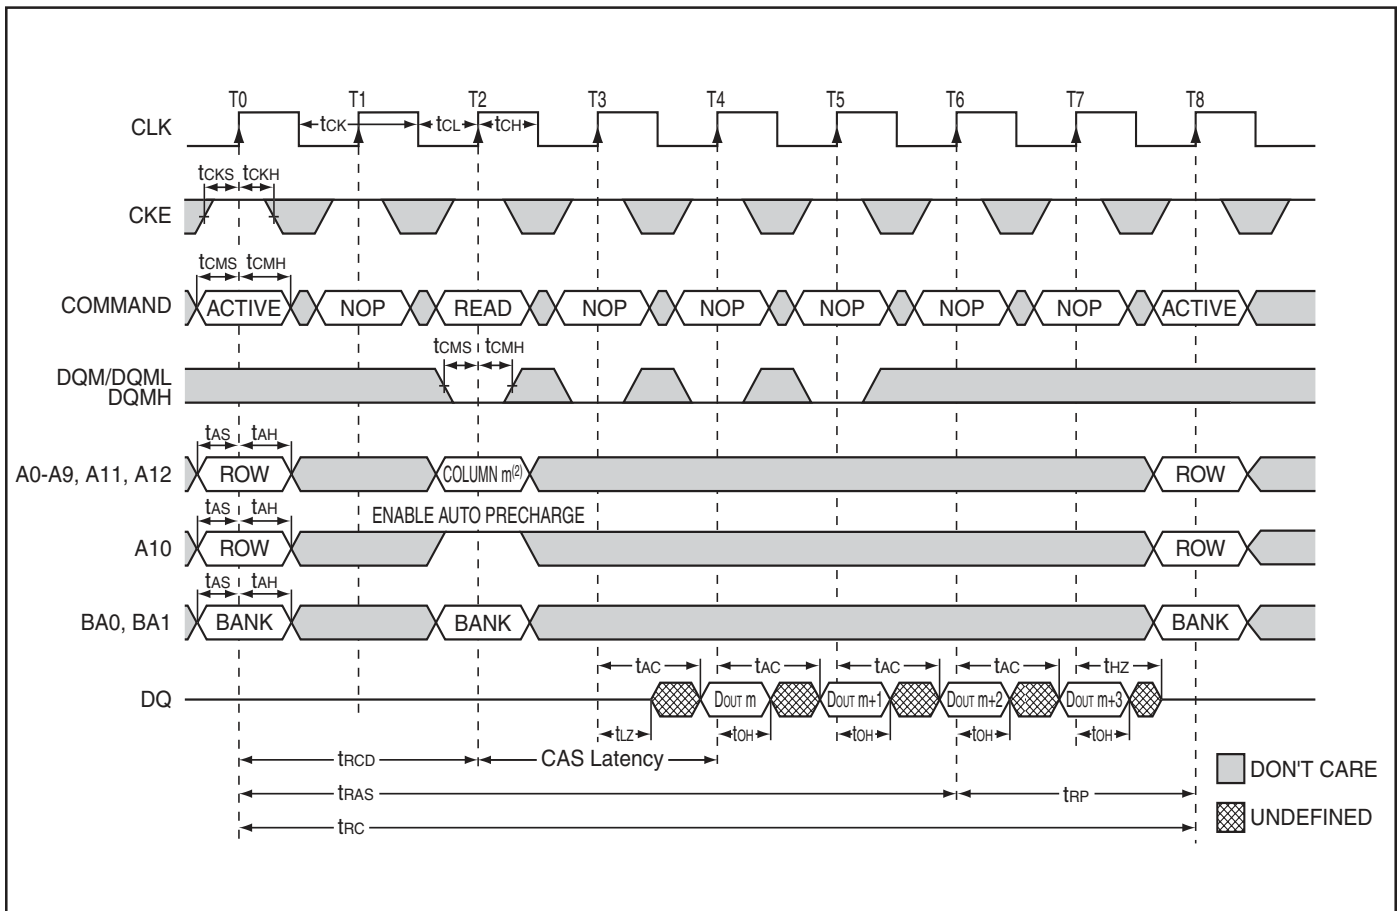 T0 T1 T2 T3 T4 T5 T6 T7 T8
CLK tCK tCL tCH
tCKS tCKH
CKE
tCMS tCMH
COMMAND ACTIVE NOP READ NOP NOP NOP NOP NOP ACTIVE
tCMS tCMH
DQM/DQML
DQMH
tAS tAH
A0-A9, A11, A12 ROW COLUMN m(2) ROW
tAS tAH ENABLE AUTO PRECHARGE
A10 ROW ROW
tAS tAH
BA0, BA1 BANK BANK BANK
tAC tAC tAC tAC tHZ
DQ DOUT m DOUT m+1 DOUT m+2 DOUT m+3
tLZ tOH tOH tOH tOH
tRCD CAS Latency
DON'T CARE
tRAS tRP
UNDEFINED
tRC